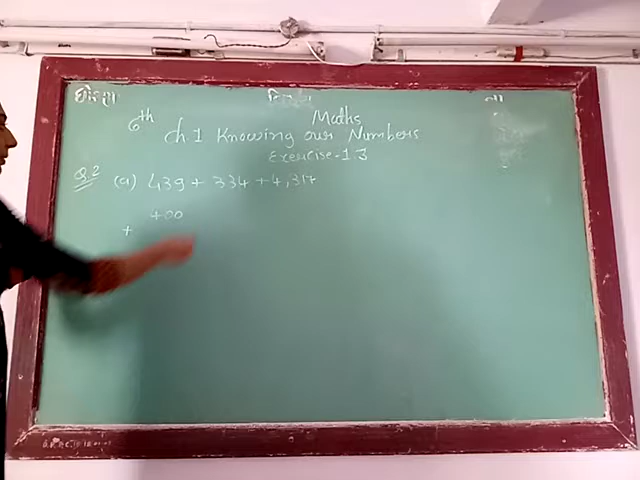 6th Maths
Ch.1 Knowing our Numbers
Exercise-1.3
Q.2 (a) 439 + 334 + 4,317
400
+